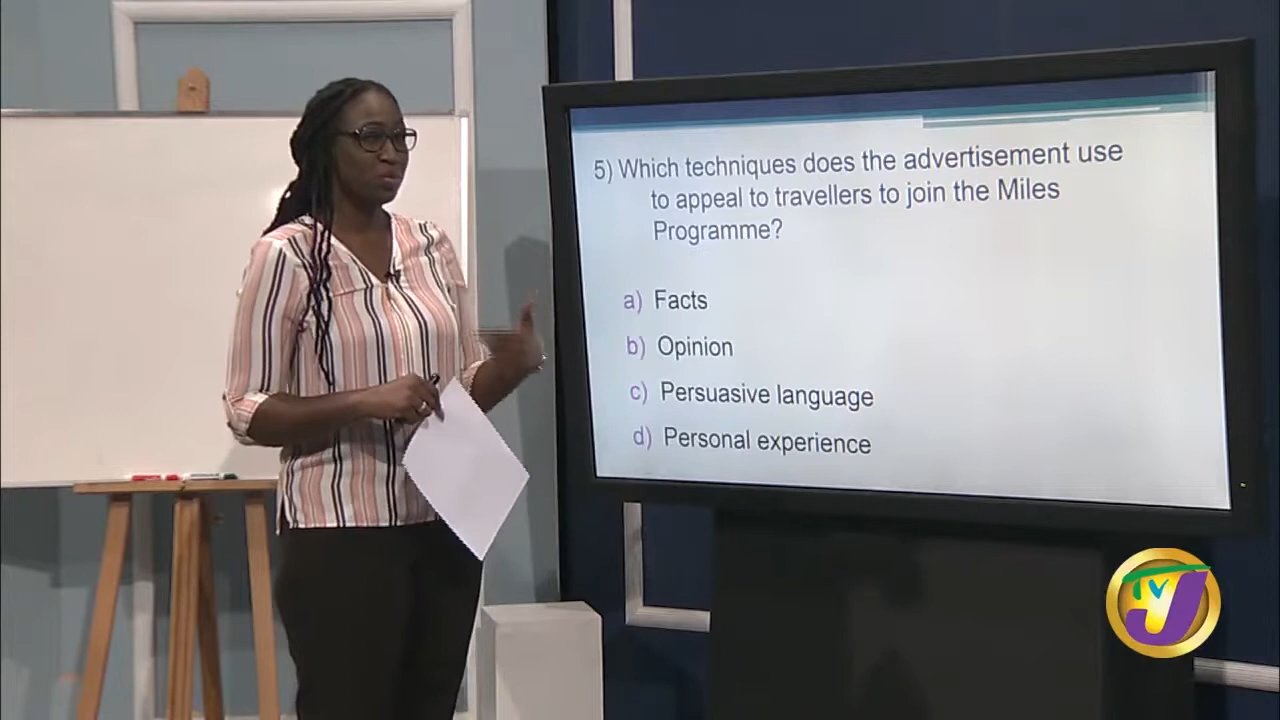 5) Which techniques does the advertisement use
to appeal to travellers to join the Miles
Programme?
a) Facts
b) Opinion
c) Persuasive language
d) Personal experience
TVJ